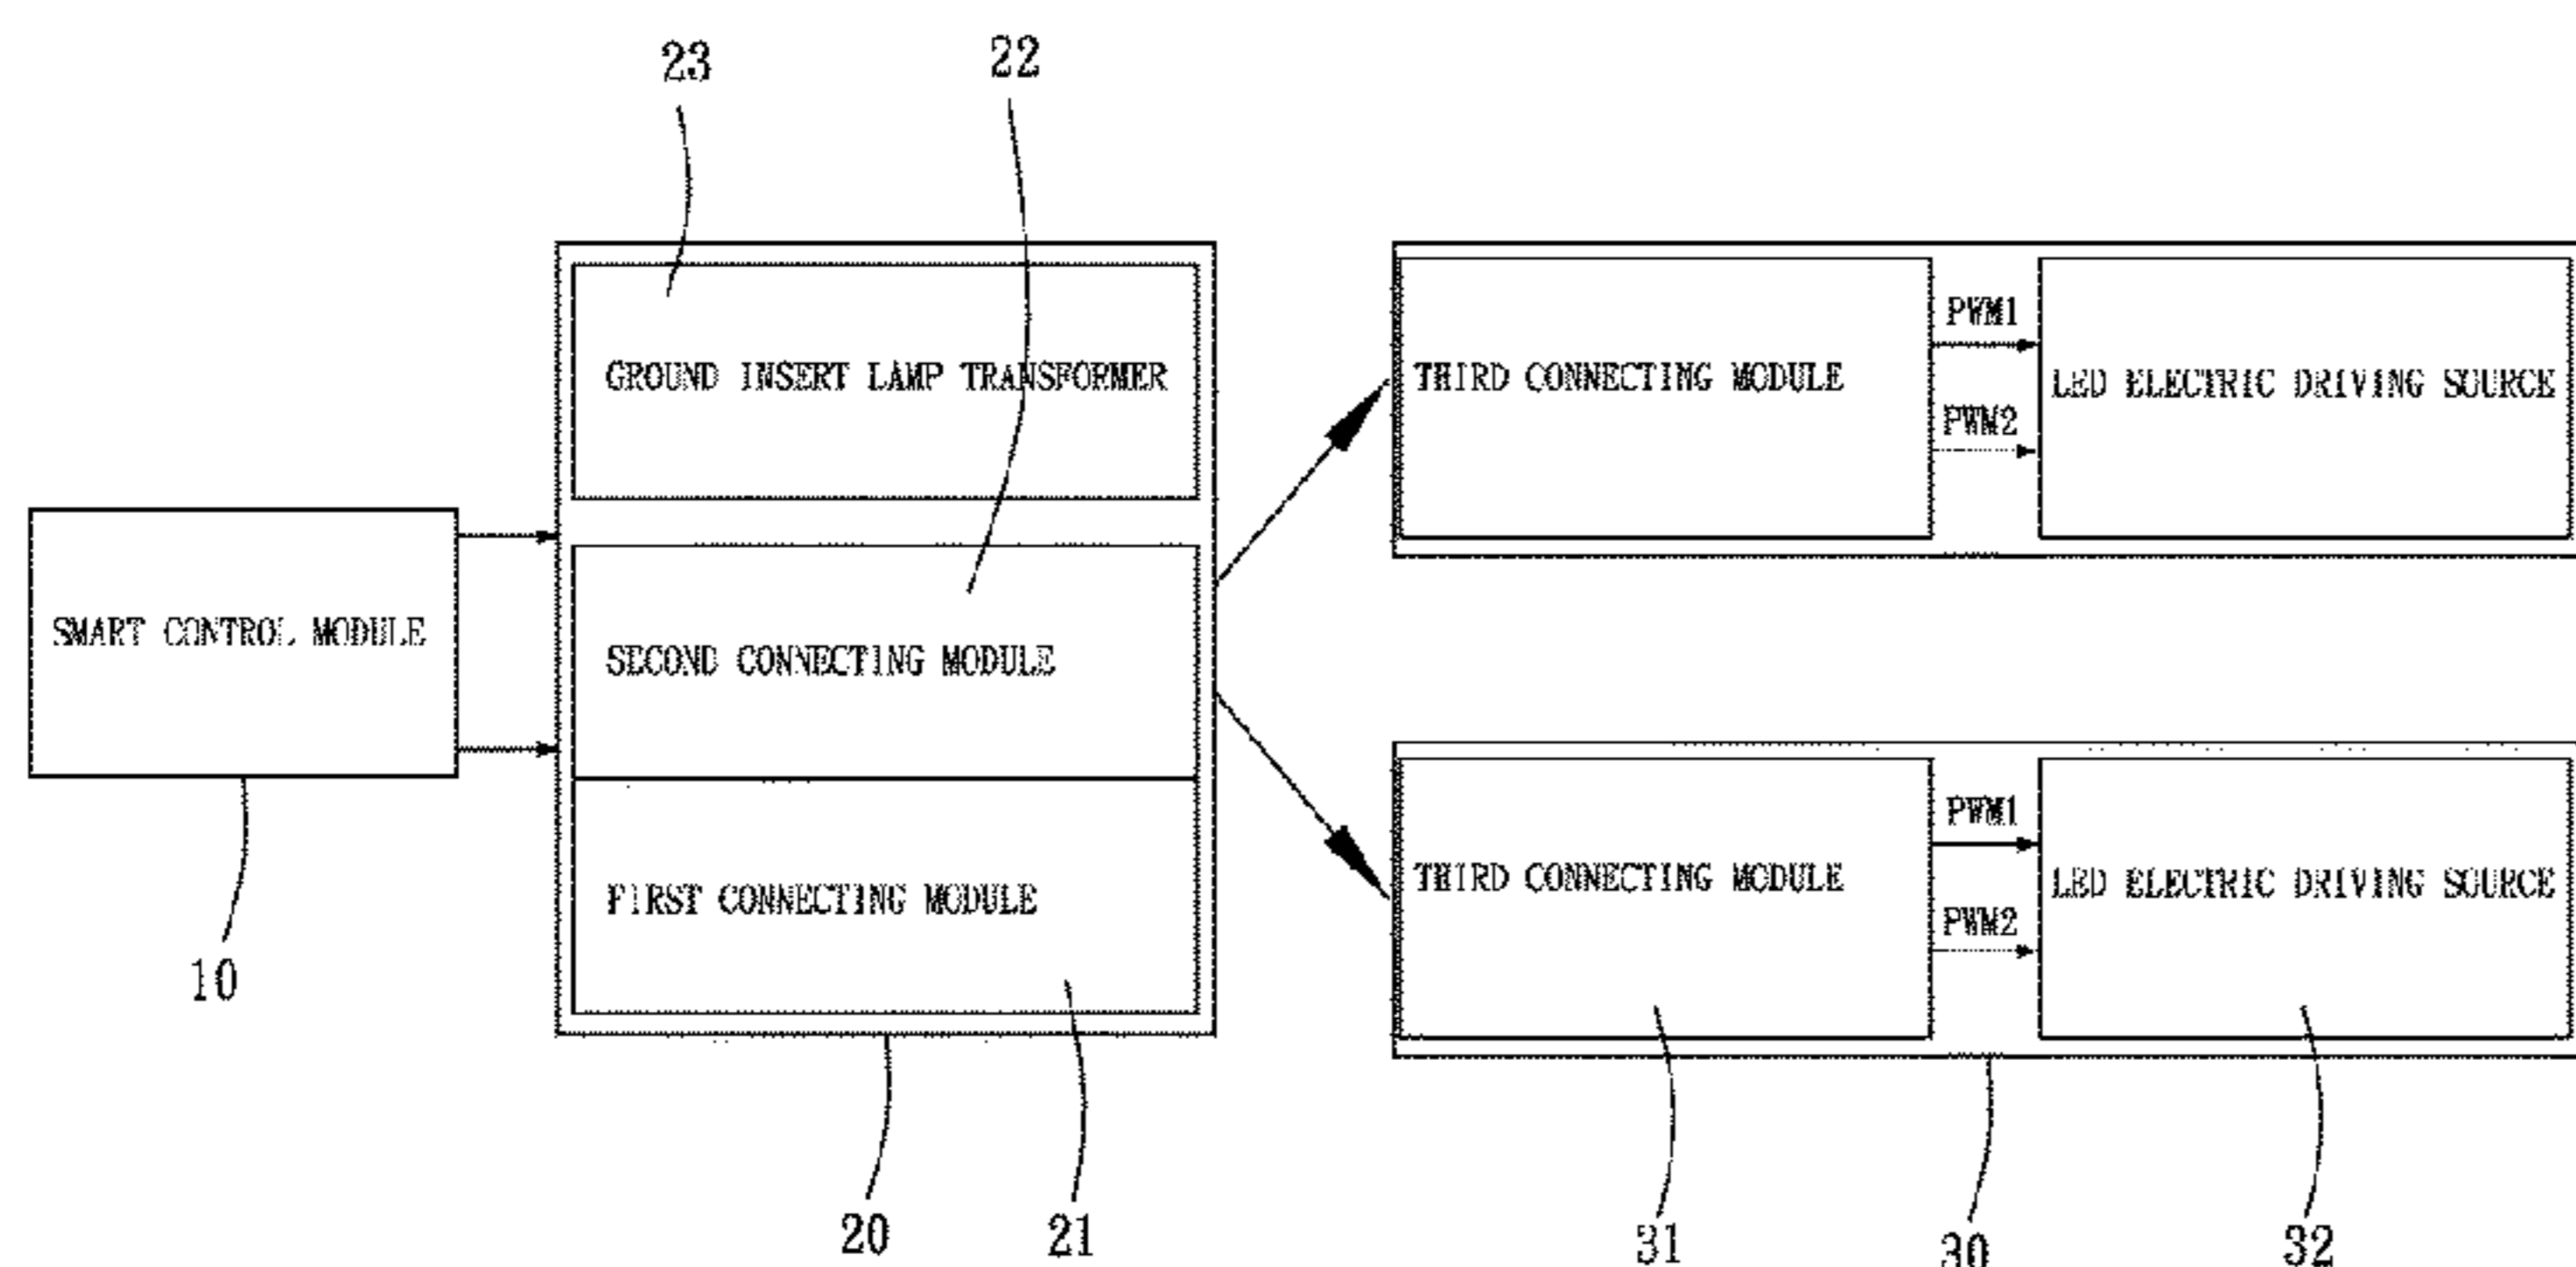 23
22
GROUND INSERT LAMP TRANSFORMER
THIRD CONNECTING MODULE
PWM1
PWM2
LED ELECTRIC DRIVING SOURCE
SMART CONTROL MODULE
SECOND CONNECTING MODULE
FIRST CONNECTING MODULE
THIRD CONNECTING MODULE
PWM1
PWM2
LED ELECTRIC DRIVING SOURCE
10
20
21
31
30
32